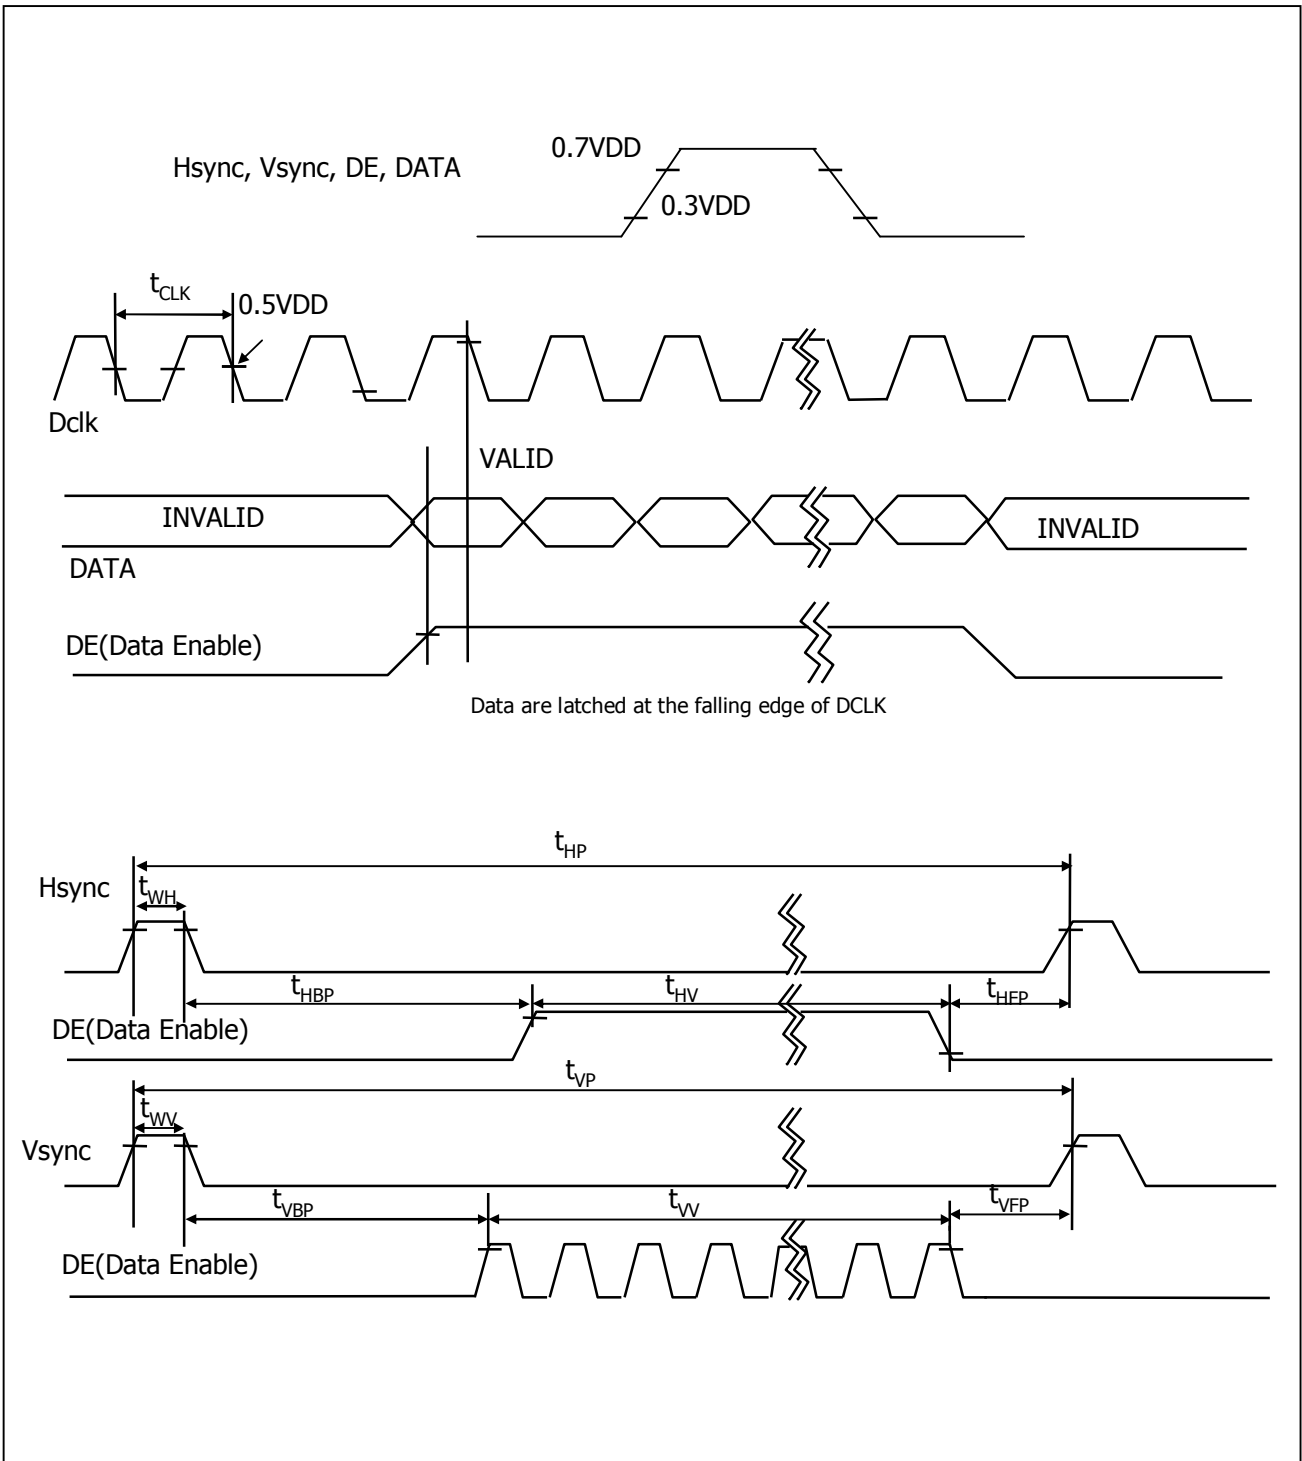 0.7VDD
Hsync, Vsync, DE, DATA
0.3VDD
tCLK
0.5VDD
Dclk
VALID
INVALID
INVALID
DATA
DE(Data Enable)
Data are latched at the falling edge of DCLK
tHP
Hsync
tWH
tHBP
tHV
tHFP
DE(Data Enable)
tVP
tWV
Vsync
tVBP
tVV
tVFP
DE(Data Enable)